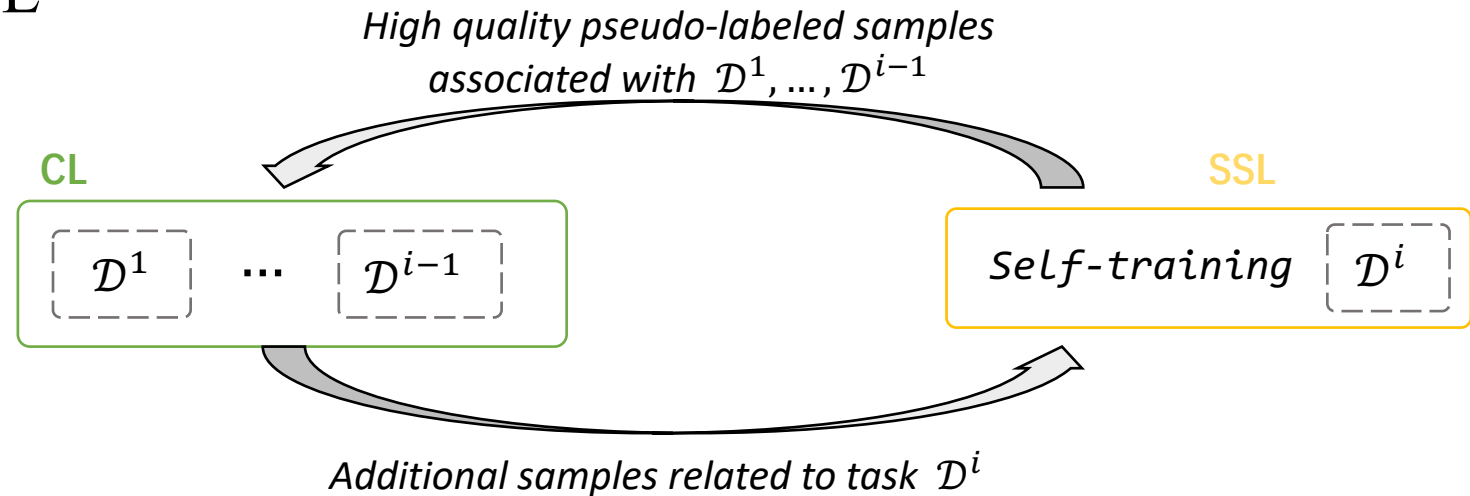 L
High quality pseudo-labeled samples
associated with 𝒟¹, ..., 𝒟ⁱ⁻¹
CL
SSL
𝒟¹ ... 𝒟ⁱ⁻¹
Self-training 𝒟ⁱ
Additional samples related to task 𝒟ⁱ